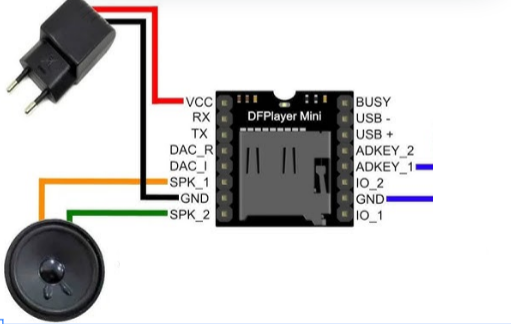 VCC
RX
TX
DAC_R
DAC_I
SPK_1
GND
SPK_2
DFPlayer Mini
BUSY
USB -
USB +
ADKEY_2
ADKEY_1
IO_2
GND
IO_1